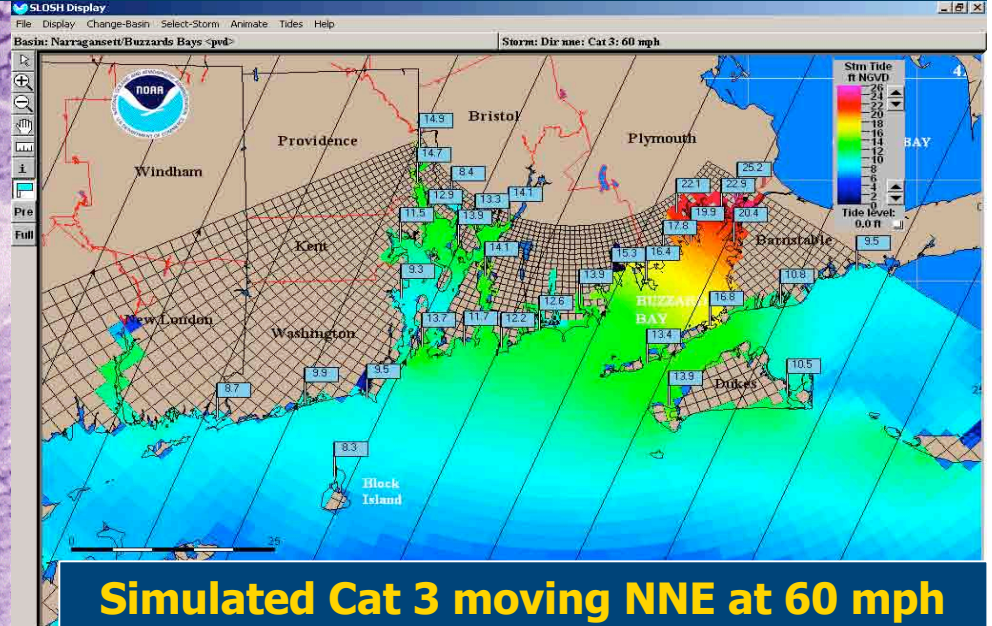 SLOSH Display
File Display Change-Basin Select-Storm Animate Tides Help
Basin: Narragansett/Buzzards Bays <pvd>
Storm: Dir nne: Cat 3: 60 mph
i
Pre
Full
NOAA
Stm Tide
ft NGVD
26
24
22
20
18
16
14
12
10
8
6
4
2
0
Tide level:
0.0 ft
BAY
Bristol
Providence
Plymouth
Windham
Kent
Barnstable
New London
Washington
BUZZARD
BAY
Dukes
Block
Island
14.9
14.7
8.4
14.1
12.9
13.3
11.5
13.9
14.1
9.3
25.2
22.1
22.9
19.9
20.4
17.8
9.5
15.3
16.4
13.9
10.8
12.6
16.8
13.7
11.7
12.2
13.4
9.9
9.5
10.5
13.9
8.7
8.3
0
25
Simulated Cat 3 moving NNE at 60 mph